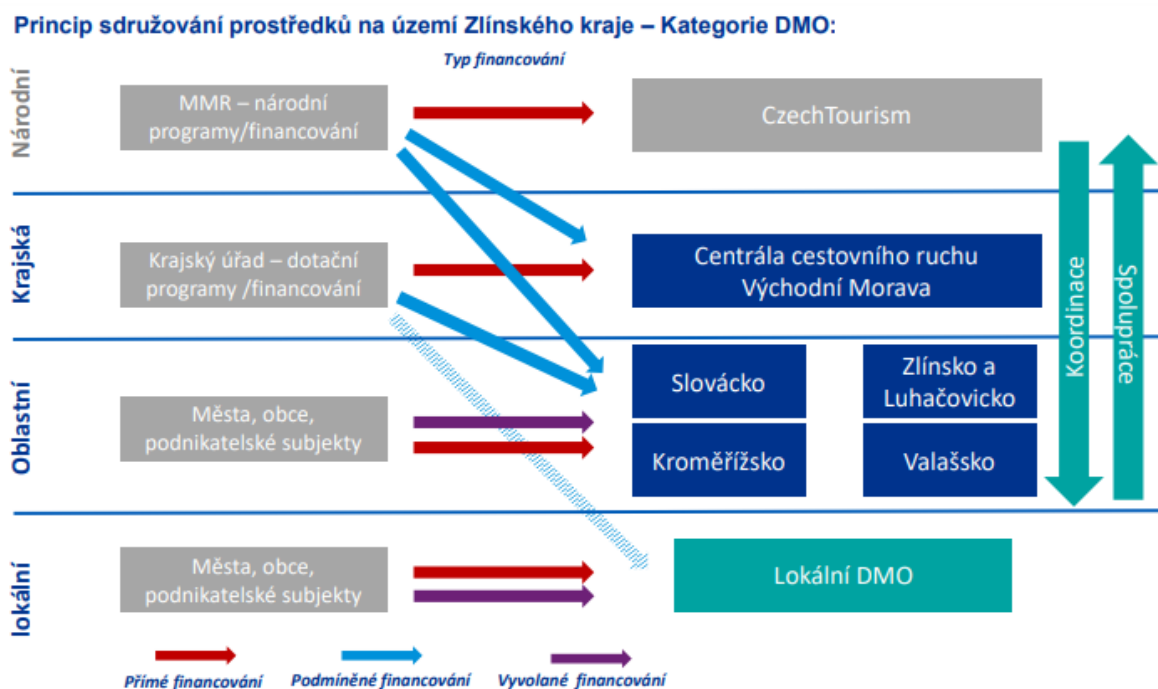 Princip sdružování prostředků na území Zlínského kraje – Kategorie DMO:
Typ financování
Národní
MMR – národní
programy/financování
CzechTourism
Krajská
Krajský úřad – dotační
programy /financování
Centrála cestovního ruchu
Východní Morava
Koordinace
Spolupráce
Oblastní
Města, obce,
podnikatelské subjekty
Slovácko
Zlínsko a
Luhačovicko
Kroměřížsko
Valašsko
lokální
Města, obce,
podnikatelské subjekty
Lokální DMO
Přímé financování
Podmíněné financování
Vyvolané financování